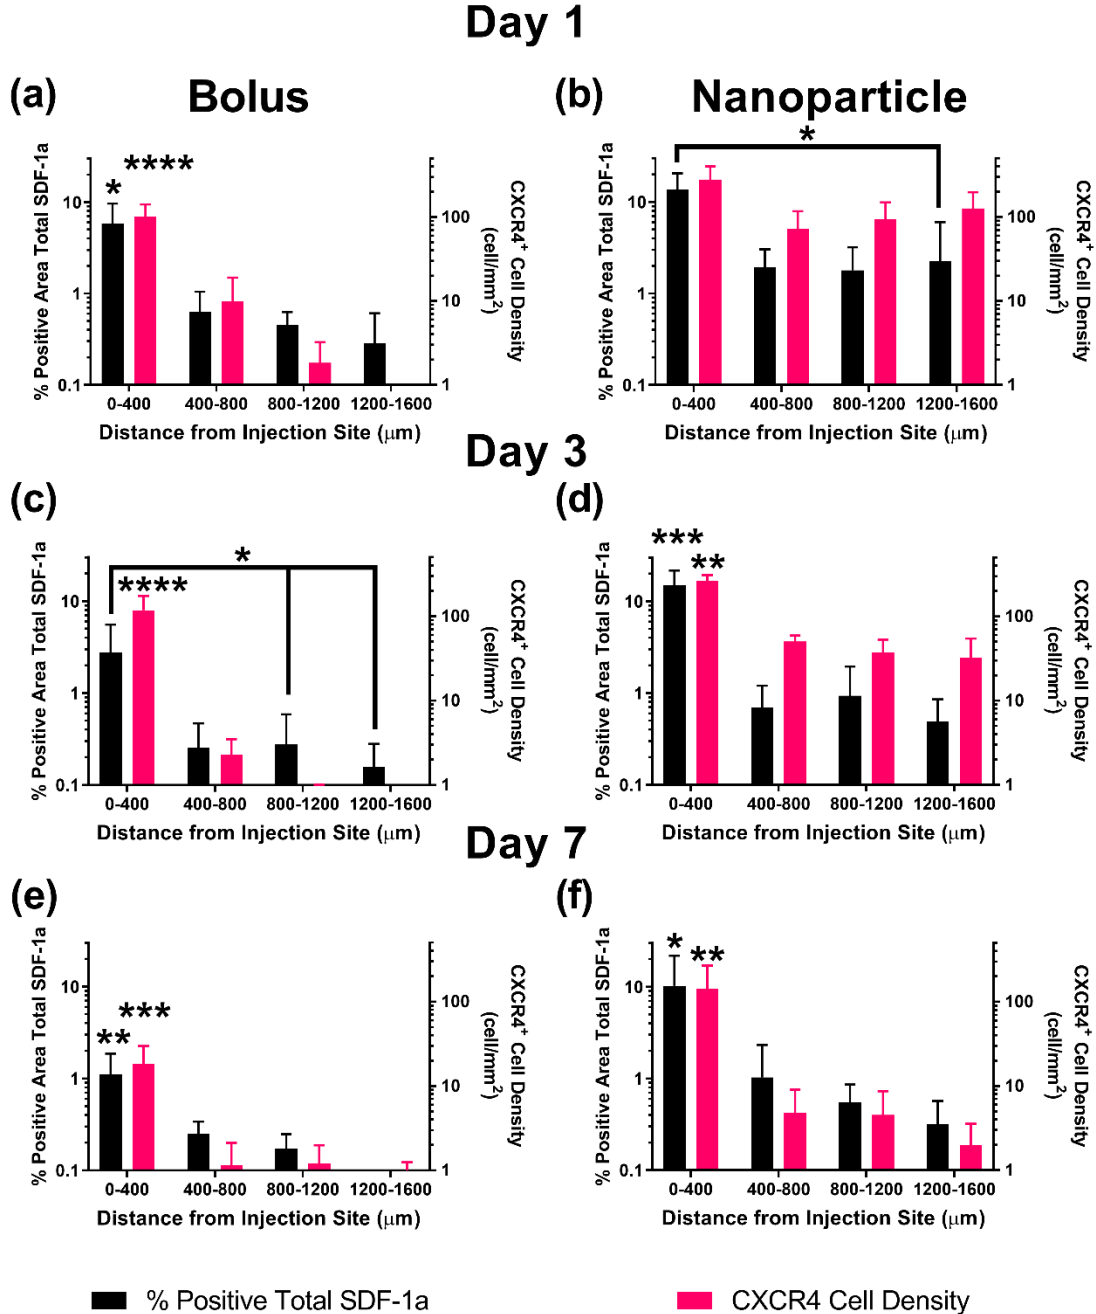 Day 1
(a) Bolus
****
*
% Positive Area Total SDF-1a
10
1
0.1
100
10
1
CXCR4+ Cell Density
(cell/mm2)
0-400 400-800 800-1200 1200-1600
Distance from Injection Site (μm)
(b) Nanoparticle
*
% Positive Area Total SDF-1a
10
1
0.1
100
10
1
CXCR4+ Cell Density
(cell/mm2)
0-400 400-800 800-1200 1200-1600
Distance from Injection Site (μm)
Day 3
(c)
*
****
% Positive Area Total SDF-1a
10
1
0.1
100
10
1
CXCR4+ Cell Density
(cell/mm2)
0-400 400-800 800-1200 1200-1600
Distance from Injection Site (μm)
(d)
***
**
% Positive Area Total SDF-1a
10
1
0.1
100
10
1
CXCR4+ Cell Density
(cell/mm2)
0-400 400-800 800-1200 1200-1600
Distance from Injection Site (μm)
Day 7
(e)
***
**
% Positive Area Total SDF-1a
10
1
0.1
100
10
1
CXCR4+ Cell Density
(cell/mm2)
0-400 400-800 800-1200 1200-1600
Distance from Injection Site (μm)
(f)
*
**
% Positive Area Total SDF-1a
10
1
0.1
100
10
1
CXCR4+ Cell Density
(cell/mm2)
0-400 400-800 800-1200 1200-1600
Distance from Injection Site (μm)
% Positive Total SDF-1a
CXCR4 Cell Density